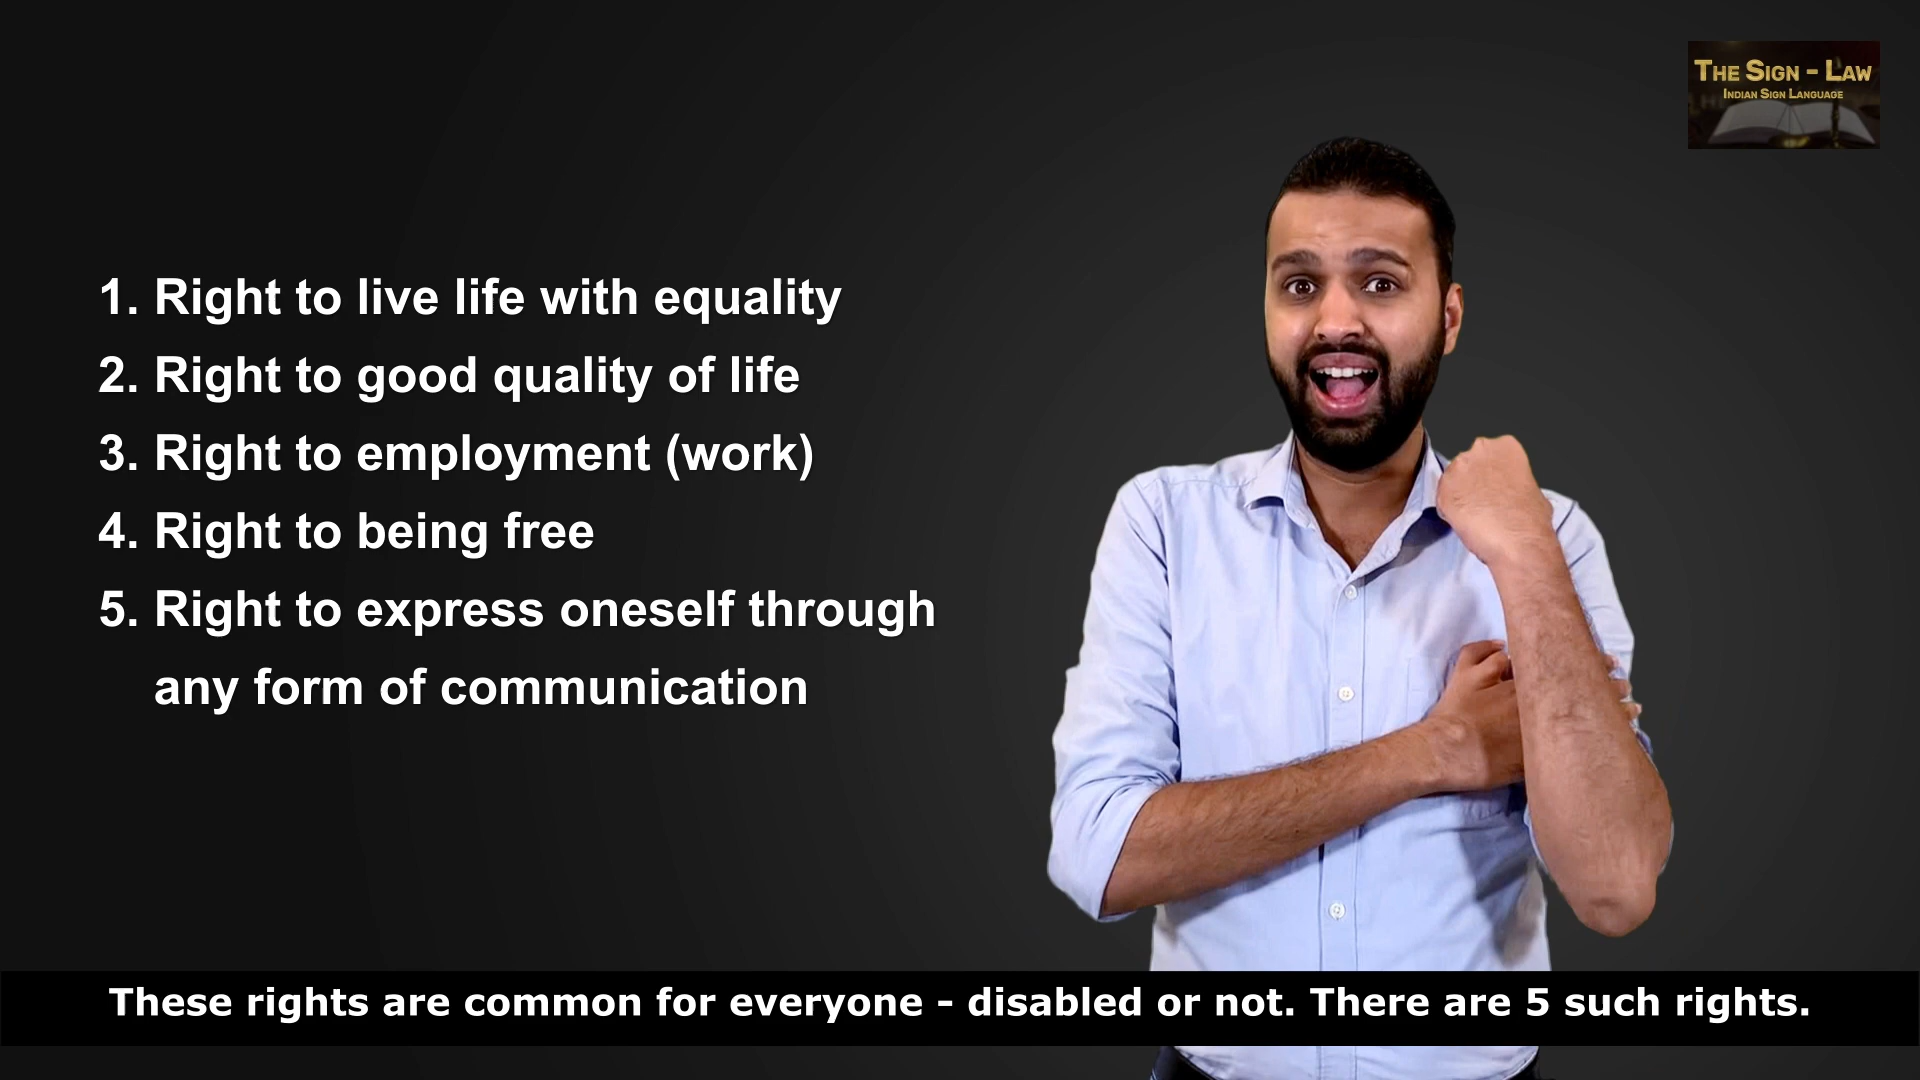 THE SIGN - LAW
INDIAN SIGN LANGUAGE
1. Right to live life with equality
2. Right to good quality of life
3. Right to employment (work)
4. Right to being free
5. Right to express oneself through
any form of communication
These rights are common for everyone - disabled or not. There are 5 such rights.